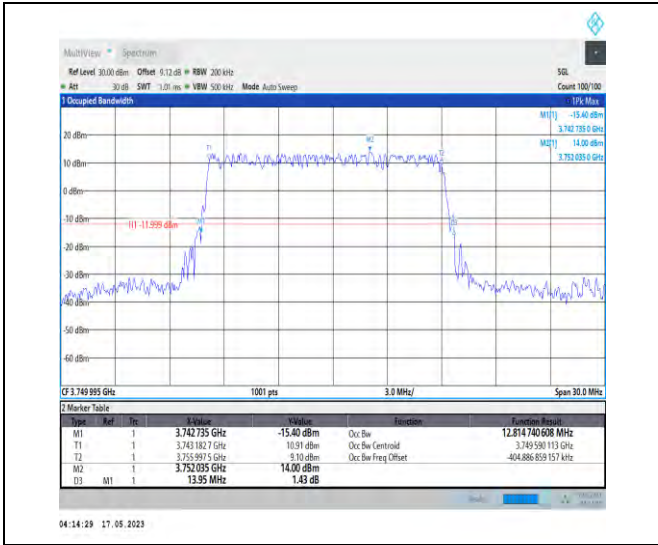 MultiView Spectrum
Ref Level 30.00 dBm Offset 9.12 dB RBW 200 kHz SGL
Att 30 dB SWT 1.01 ms VBW 500 kHz Mode Auto Sweep Count 100/100
1 Occupied Bandwidth 1Pk Max
M1[1] -15.40 dBm
3.742 735 0 GHz
M2[1] 14.00 dBm
3.752 035 0 GHz
20 dBm
M2
T1
T2
10 dBm
0 dBm
-10 dBm
H1 -11.999 dBm
M1
D3
-20 dBm
-30 dBm
-40 dBm
-50 dBm
-60 dBm
CF 3.749 995 GHz 1001 pts 3.0 MHz/ Span 30.0 MHz
2 Marker Table
Type Ref Trc X-Value Y-Value Function Function Result
M1 1 3.742 735 GHz -15.40 dBm Occ Bw 12.814 740 608 MHz
T1 1 3.743 182 7 GHz 10.91 dBm Occ Bw Centroid 3.749 590 113 GHz
T2 1 3.755 997 5 GHz 9.10 dBm Occ Bw Freq Offset -404.886 859 157 kHz
M2 1 3.752 035 GHz 14.00 dBm
D3 M1 1 13.95 MHz 1.43 dB
04:14:29 17.05.2023